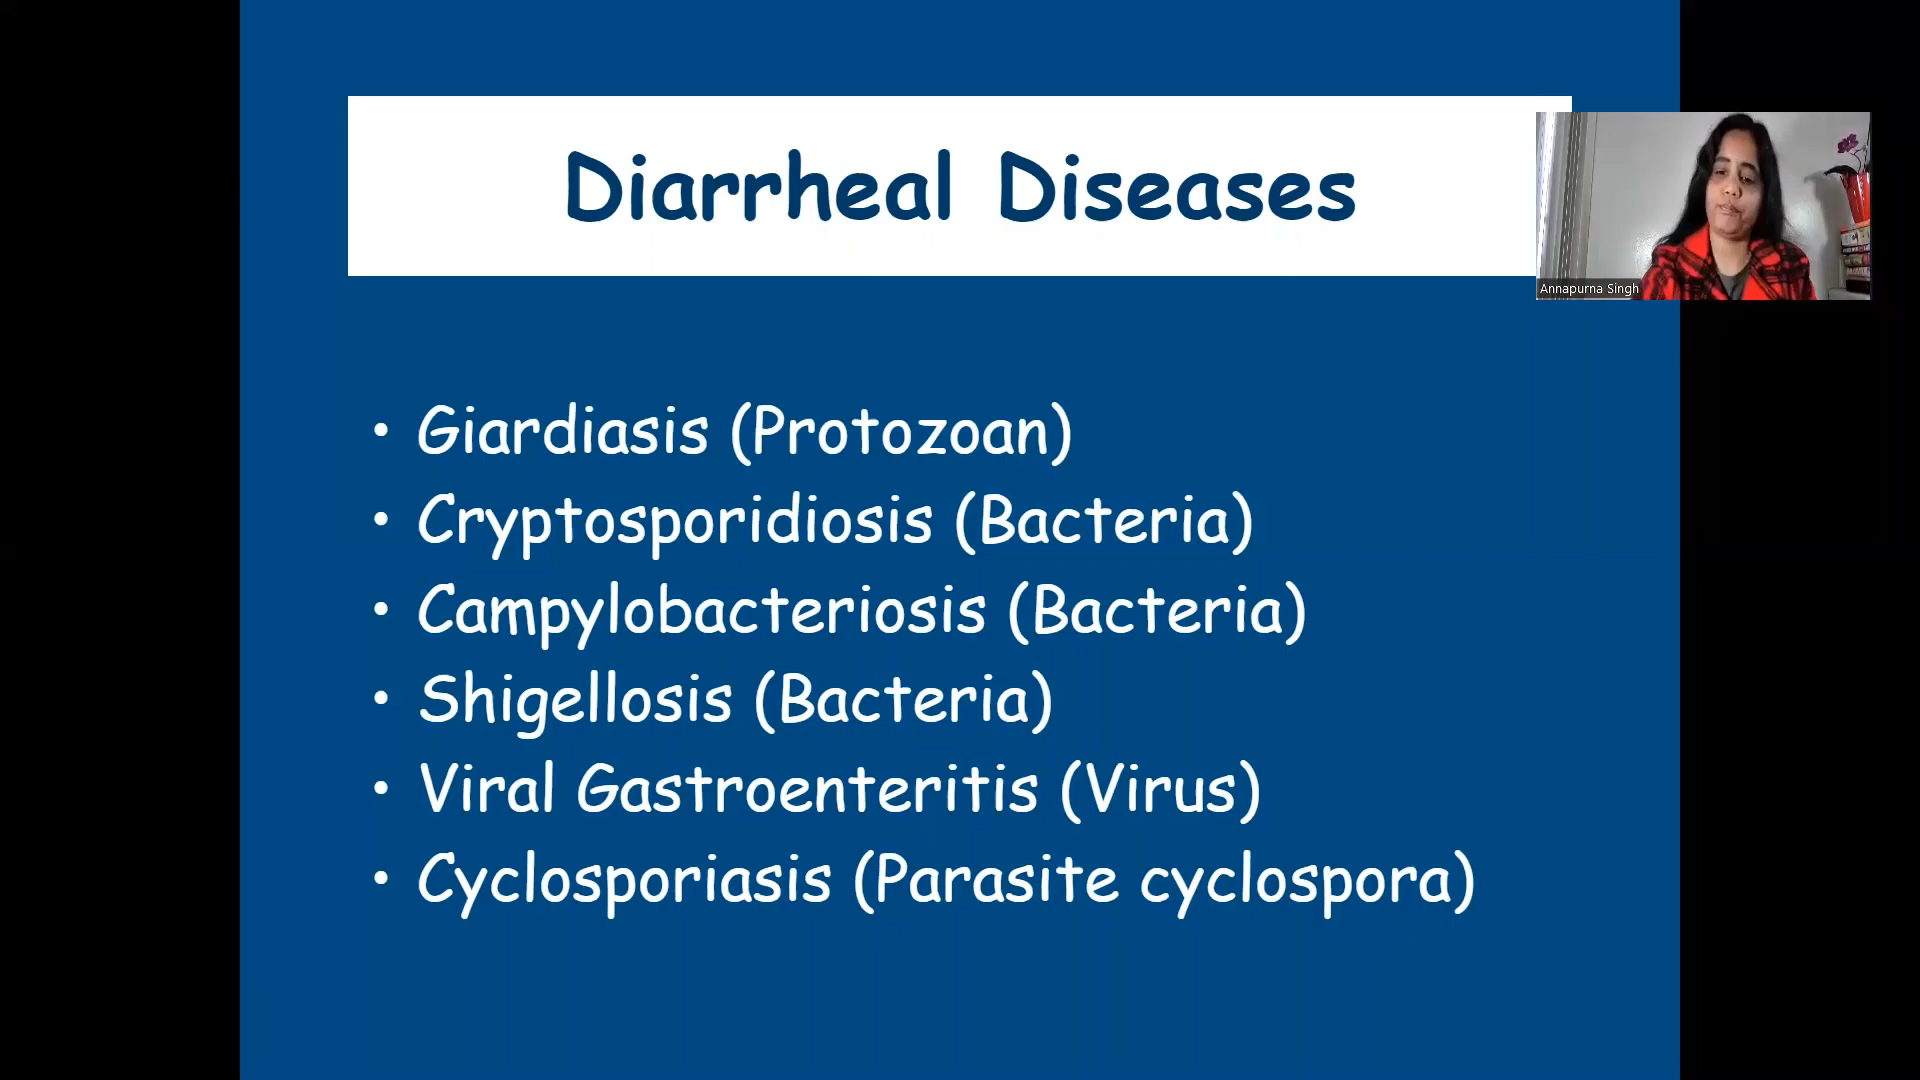 Diarrheal Diseases
Annapurna Singh
• Giardiasis (Protozoan)
• Cryptosporidiosis (Bacteria)
• Campylobacteriosis (Bacteria)
• Shigellosis (Bacteria)
• Viral Gastroenteritis (Virus)
• Cyclosporiasis (Parasite cyclospora)